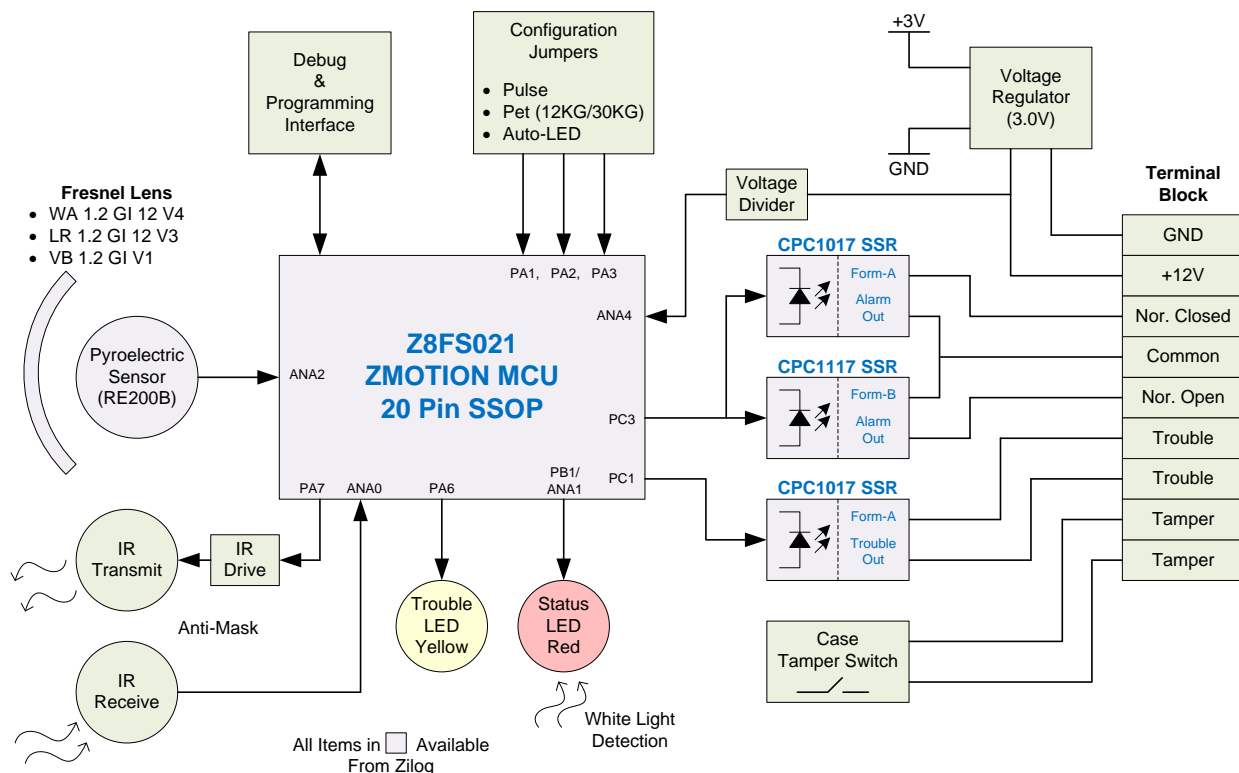 Debug
&
Programming
Interface
Configuration
Jumpers
• Pulse
• Pet (12KG/30KG)
• Auto-LED
+3V
GND
Voltage
Regulator
(3.0V)
Voltage
Divider
Terminal
Block
GND
+12V
Nor. Closed
Common
Nor. Open
Trouble
Trouble
Tamper
Tamper
Fresnel Lens
• WA 1.2 GI 12 V4
• LR 1.2 GI 12 V3
• VB 1.2 GI V1
Pyroelectric
Sensor
(RE200B)
PA1, PA2, PA3
ANA4
ANA2
Z8FS021
ZMOTION MCU
20 Pin SSOP
PC3
PC1
PA7
ANA0
PA6
PB1/
ANA1
CPC1017 SSR
Form-A
Alarm
Out
CPC1117 SSR
Form-B
Alarm
Out
CPC1017 SSR
Form-A
Trouble
Out
IR
Transmit
IR
Drive
Anti-Mask
IR
Receive
Trouble
LED
Yellow
Status
LED
Red
White Light
Detection
Case
Tamper Switch
All Items in Available
From Zilog